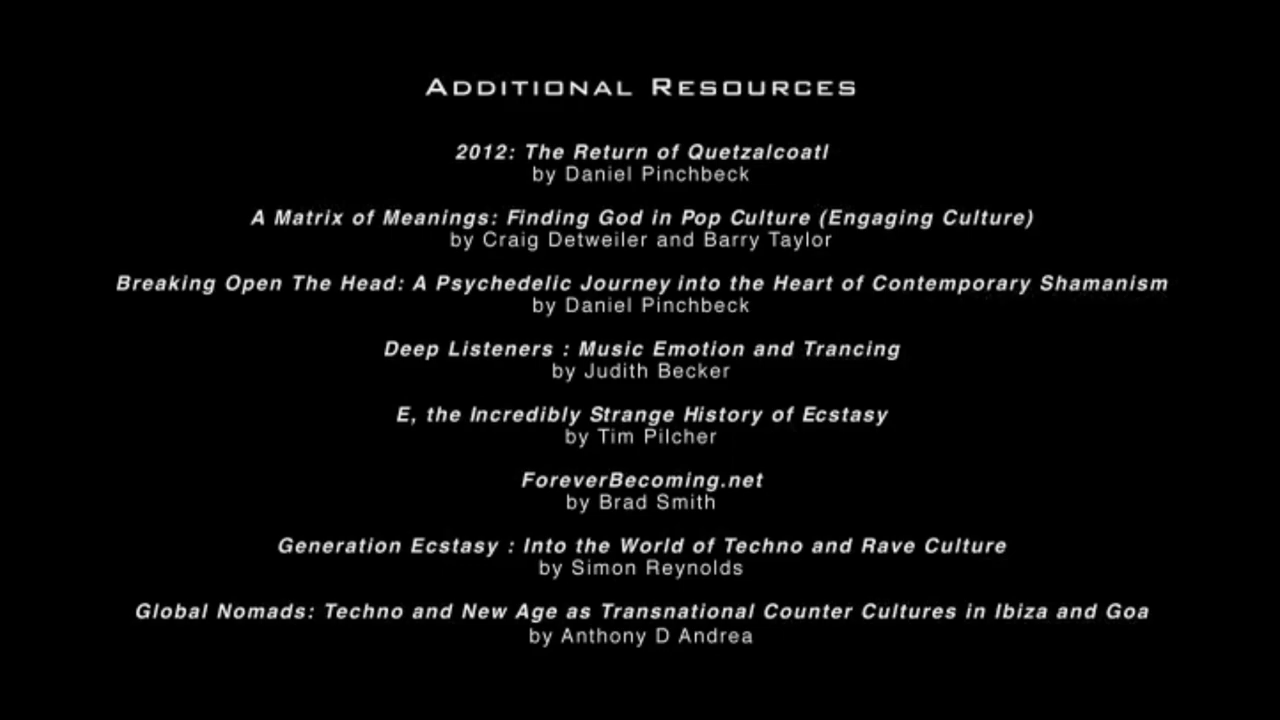 Additional Resources
2012: The Return of Quetzalcoatl
by Daniel Pinchbeck
A Matrix of Meanings: Finding God in Pop Culture (Engaging Culture)
by Craig Detweiler and Barry Taylor
Breaking Open The Head: A Psychedelic Journey into the Heart of Contemporary Shamanism
by Daniel Pinchbeck
Deep Listeners : Music Emotion and Trancing
by Judith Becker
E, the Incredibly Strange History of Ecstasy
by Tim Pilcher
ForeverBecoming.net
by Brad Smith
Generation Ecstasy : Into the World of Techno and Rave Culture
by Simon Reynolds
Global Nomads: Techno and New Age as Transnational Counter Cultures in Ibiza and Goa
by Anthony D Andrea